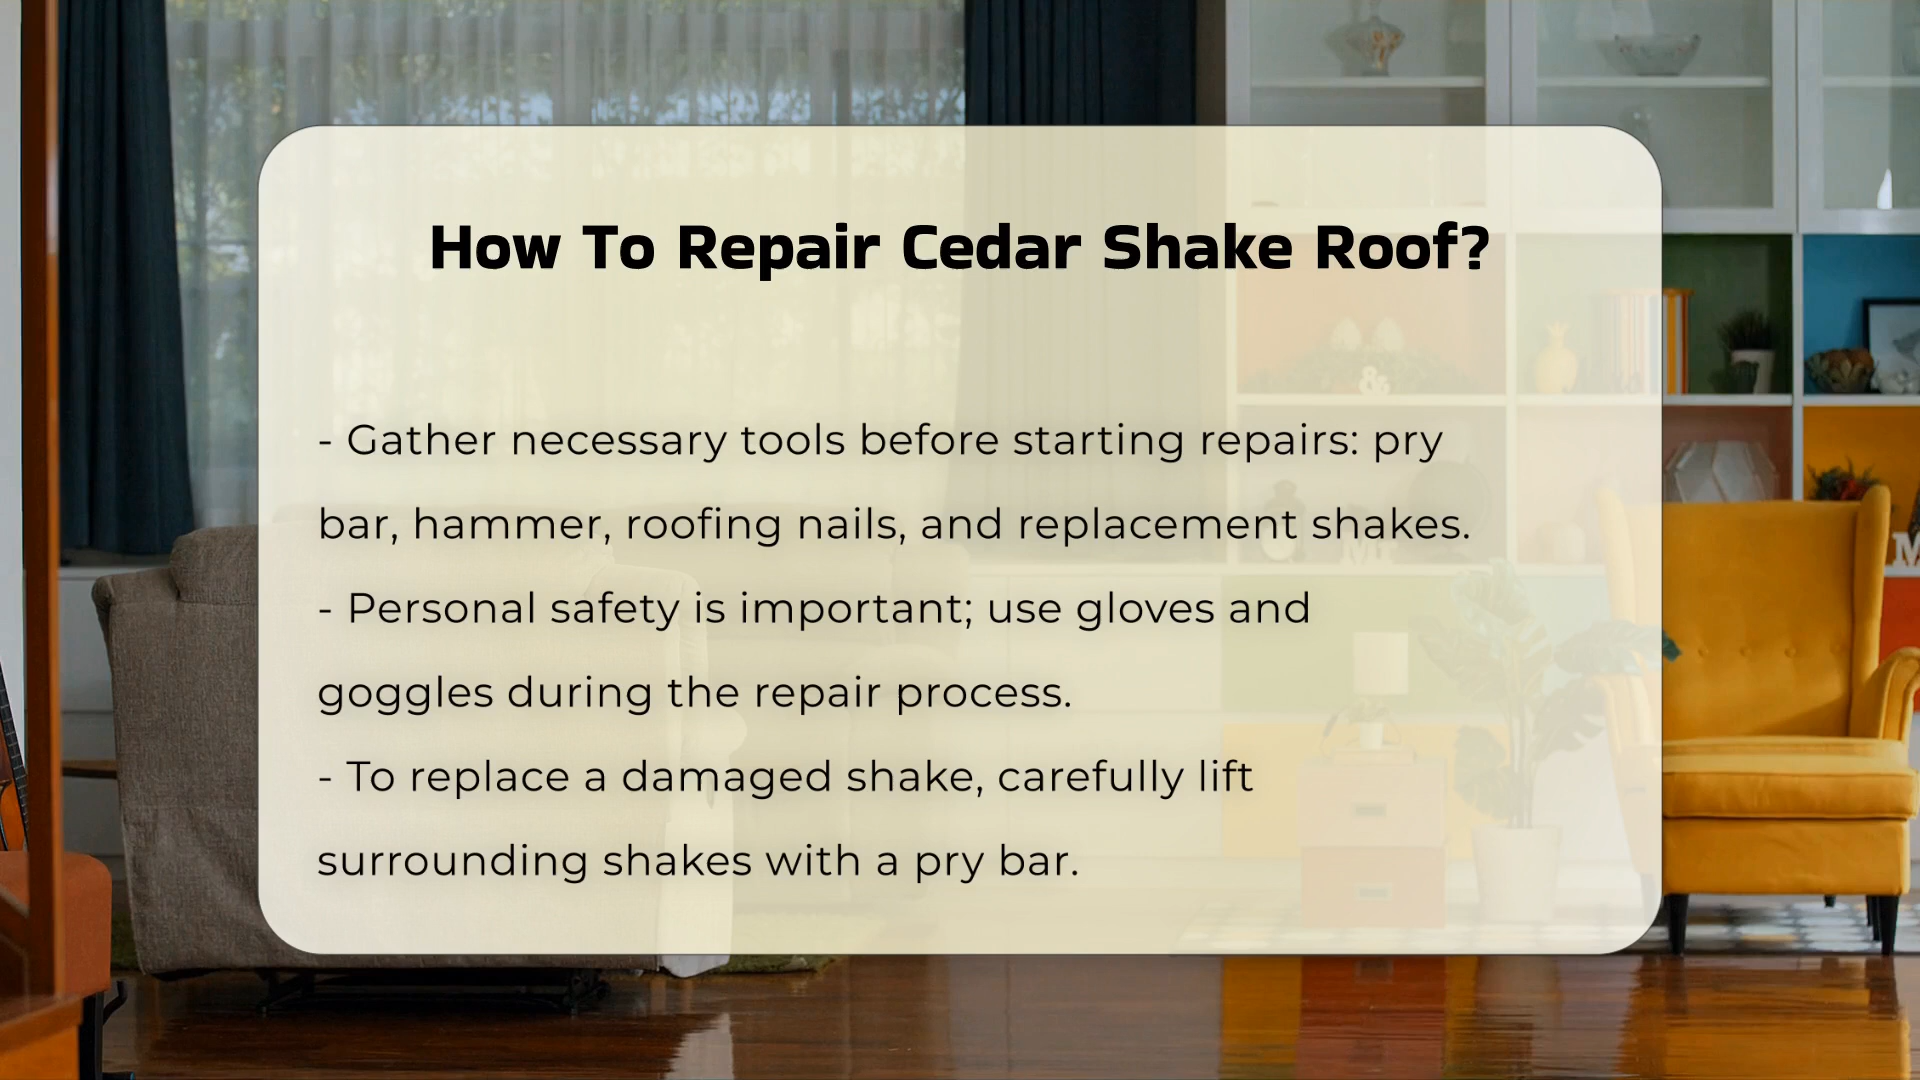 How To Repair Cedar Shake Roof?
- Gather necessary tools before starting repairs: pry
bar, hammer, roofing nails, and replacement shakes.
- Personal safety is important; use gloves and
goggles during the repair process.
- To replace a damaged shake, carefully lift
surrounding shakes with a pry bar.
&
M